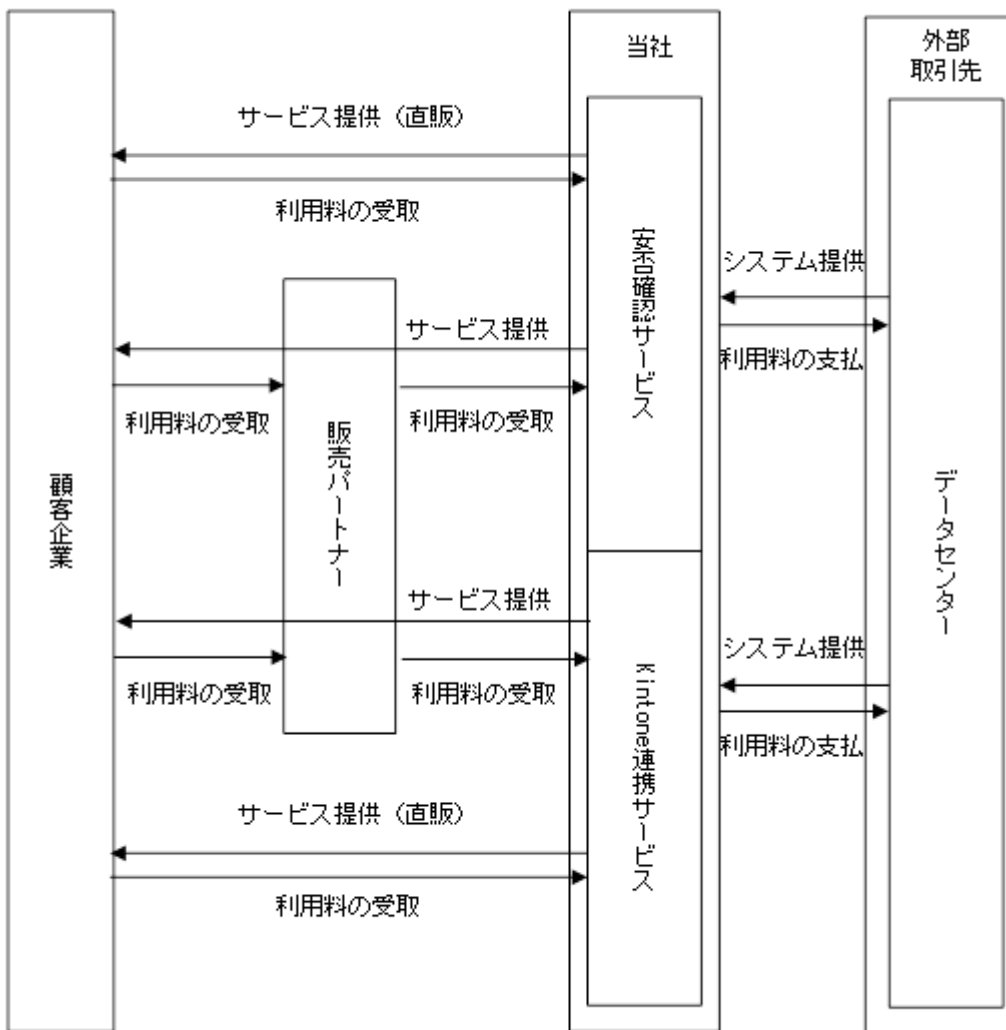 当社
外部
取引先
サービス提供（直販）
利用料の受取
安否確認サービス
システム提供
サービス提供
利用料の支払
利用料の受取
利用料の受取
販売パートナー
顧客企業
データセンター
サービス提供
システム提供
利用料の受取
利用料の受取
Kintone連携サービス
利用料の支払
サービス提供（直販）
利用料の受取